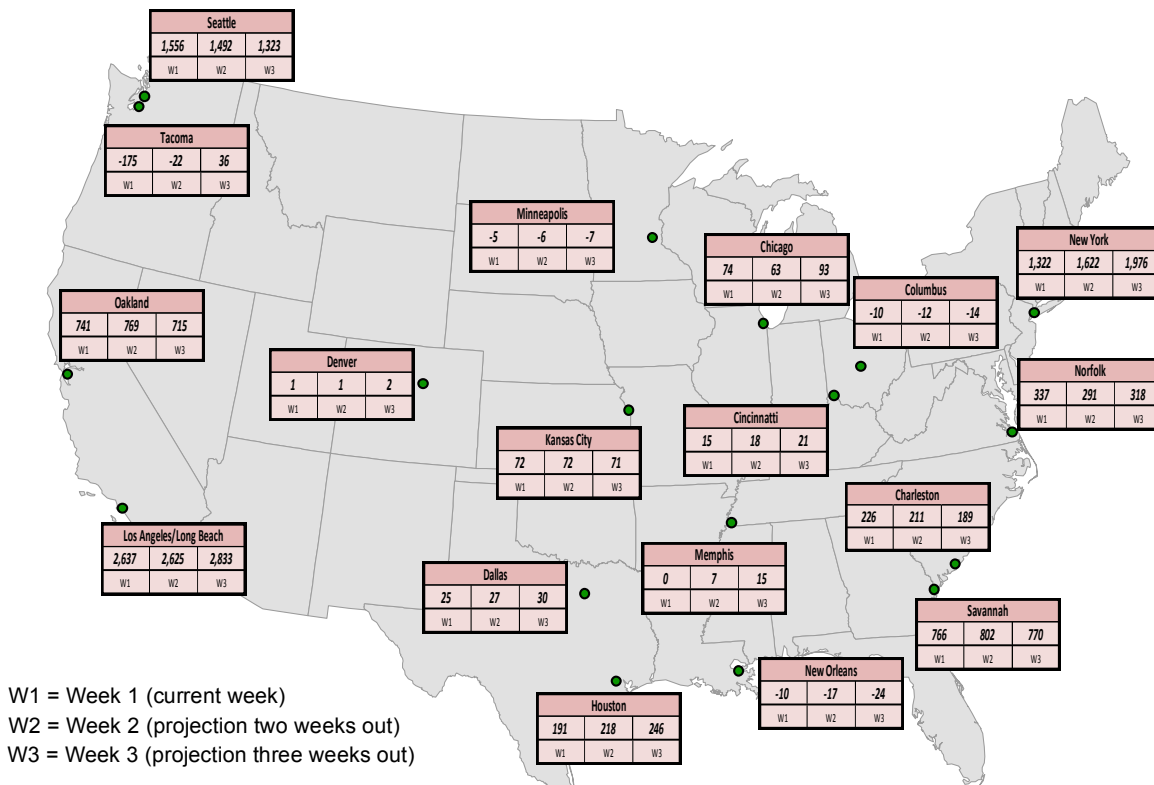 Seattle
1,556 1,492 1,323
W1 W2 W3
Tacoma
-175 -22 36
W1 W2 W3
Minneapolis
-5 -6 -7
W1 W2 W3
Chicago
74 63 93
W1 W2 W3
New York
1,322 1,622 1,976
W1 W2 W3
Columbus
-10 -12 -14
W1 W2 W3
Oakland
741 769 715
W1 W2 W3
Denver
1 1 2
W1 W2 W3
Norfolk
337 291 318
W1 W2 W3
Cincinnatti
15 18 21
W1 W2 W3
Kansas City
72 72 71
W1 W2 W3
Charleston
226 211 189
W1 W2 W3
Los Angeles/Long Beach
2,637 2,625 2,833
W1 W2 W3
Memphis
0 7 15
W1 W2 W3
Dallas
25 27 30
W1 W2 W3
Savannah
766 802 770
W1 W2 W3
New Orleans
-10 -17 -24
W1 W2 W3
Houston
191 218 246
W1 W2 W3
W1 = Week 1 (current week)
W2 = Week 2 (projection two weeks out)
W3 = Week 3 (projection three weeks out)